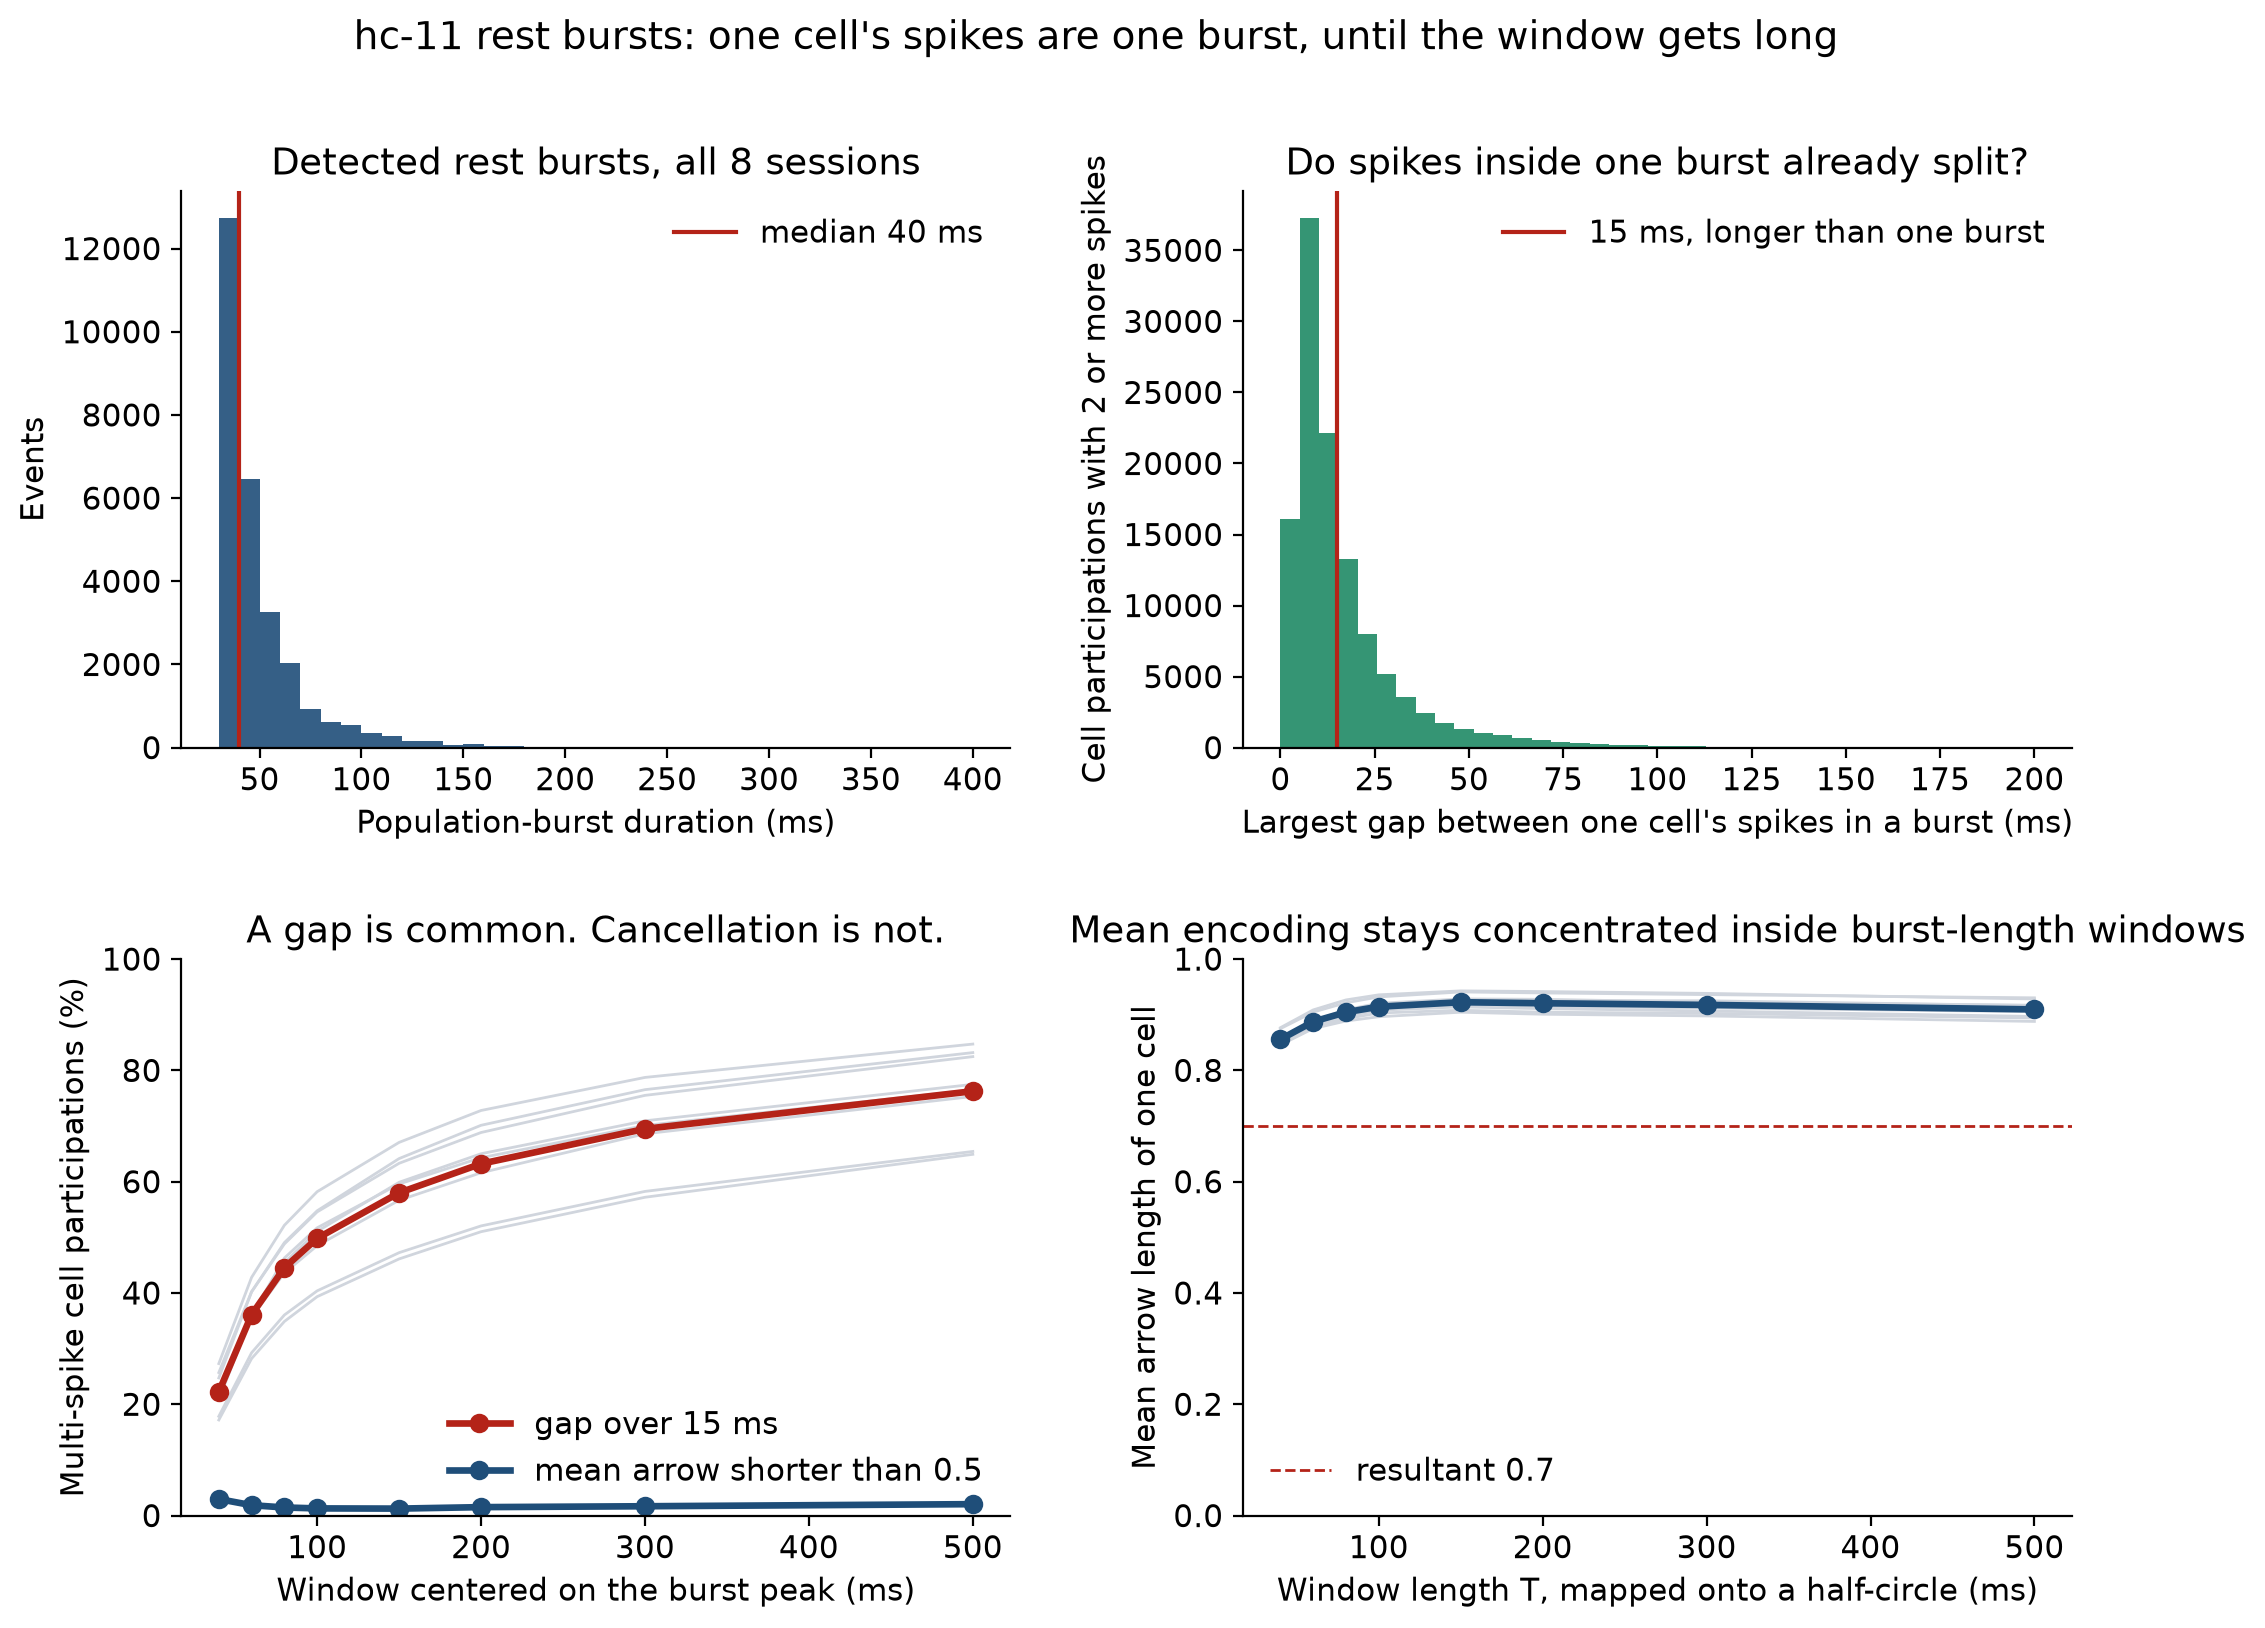 hc-11 rest bursts: one cell's spikes are one burst, until the window gets long
Detected rest bursts, all 8 sessions
median 40 ms
Events
12000
10000
8000
6000
4000
2000
0
50 100 150 200 250 300 350 400
Population-burst duration (ms)
Do spikes inside one burst already split?
15 ms, longer than one burst
Cell participations with 2 or more spikes
35000
30000
25000
20000
15000
10000
5000
0
0 25 50 75 100 125 150 175 200
Largest gap between one cell's spikes in a burst (ms)
A gap is common. Cancellation is not.
Multi-spike cell participations (%)
100
80
60
40
20
0
gap over 15 ms
mean arrow shorter than 0.5
100 200 300 400 500
Window centered on the burst peak (ms)
Mean encoding stays concentrated inside burst-length windows
Mean arrow length of one cell
1.0
0.8
0.6
0.4
0.2
0.0
resultant 0.7
100 200 300 400 500
Window length T, mapped onto a half-circle (ms)